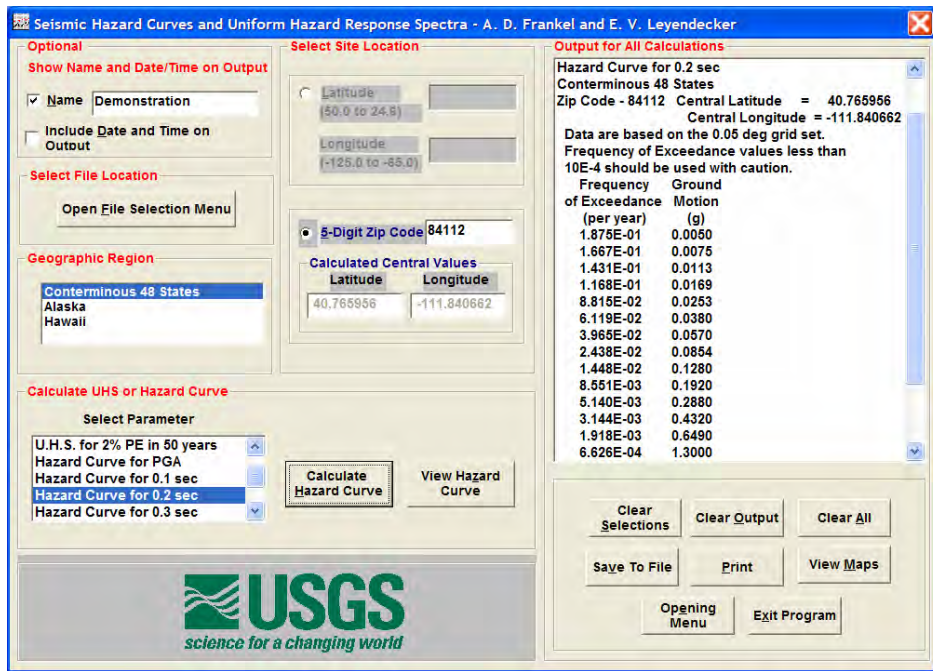 Seismic Hazard Curves and Uniform Hazard Response Spectra - A. D. Frankel and E. V. Leyendecker
Optional
Show Name and Date/Time on Output
Name Demonstration
Include Date and Time on
Output
Select File Location
Open File Selection Menu
Geographic Region
Conterminous 48 States
Alaska
Hawaii
Select Site Location
Latitude
(50.0 to 24.6)
Longitude
(-125.0 to -65.0)
5-Digit Zip Code 84112
Calculated Central Values
Latitude Longitude
40.765956 -111.840662
Calculate UHS or Hazard Curve
Select Parameter
U.H.S. for 2% PE in 50 years
Hazard Curve for PGA
Hazard Curve for 0.1 sec
Hazard Curve for 0.2 sec
Hazard Curve for 0.3 sec
Calculate
Hazard Curve
View Hazard
Curve
USGS
science for a changing world
Output for All Calculations
Hazard Curve for 0.2 sec
Conterminous 48 States
Zip Code - 84112 Central Latitude = 40.765956
Central Longitude = -111.840662
Data are based on the 0.05 deg grid set.
Frequency of Exceedance values less than
10E-4 should be used with caution.
Frequency Ground
of Exceedance Motion
(per year) (g)
1.875E-01 0.0050
1.667E-01 0.0075
1.431E-01 0.0113
1.168E-01 0.0169
8.815E-02 0.0253
6.119E-02 0.0380
3.965E-02 0.0570
2.438E-02 0.0854
1.448E-02 0.1280
8.551E-03 0.1920
5.140E-03 0.2880
3.144E-03 0.4320
1.918E-03 0.6490
6.626E-04 1.3000
Clear
Selections
Clear Output
Clear All
Save To File
Print
View Maps
Opening
Menu
Exit Program